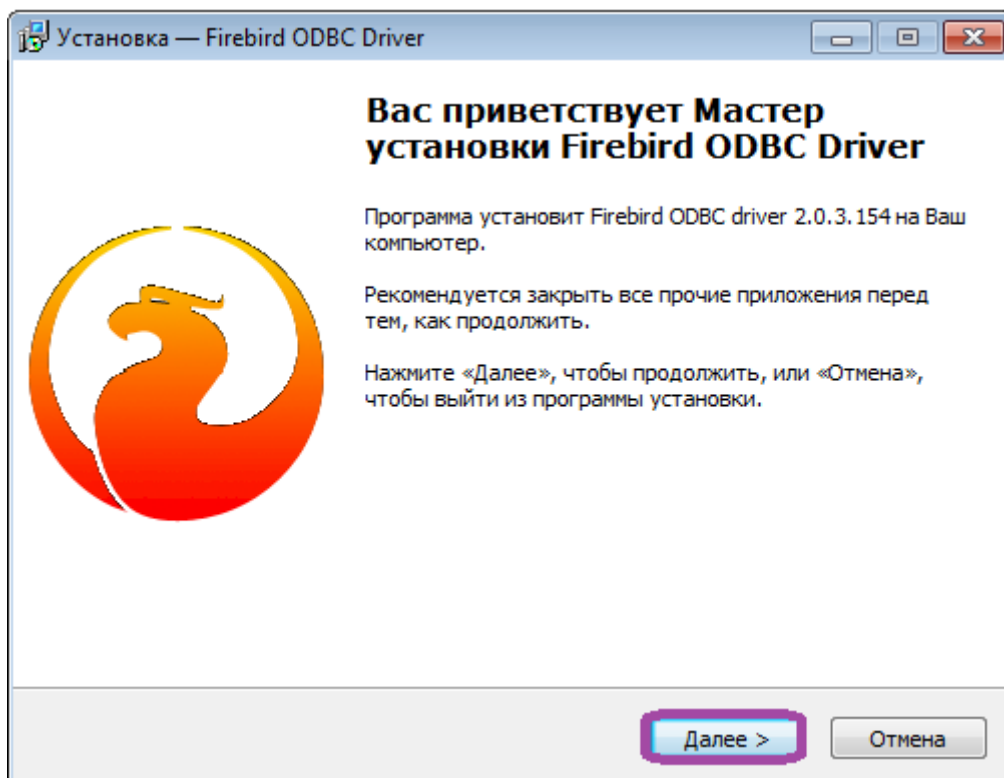 Установка — Firebird ODBC Driver
Вас приветствует Мастер
установки Firebird ODBC Driver
Программа установит Firebird ODBC driver 2.0.3.154 на Ваш
компьютер.
Рекомендуется закрыть все прочие приложения перед
тем, как продолжить.
Нажмите «Далее», чтобы продолжить, или «Отмена»,
чтобы выйти из программы установки.
Далее >
Отмена